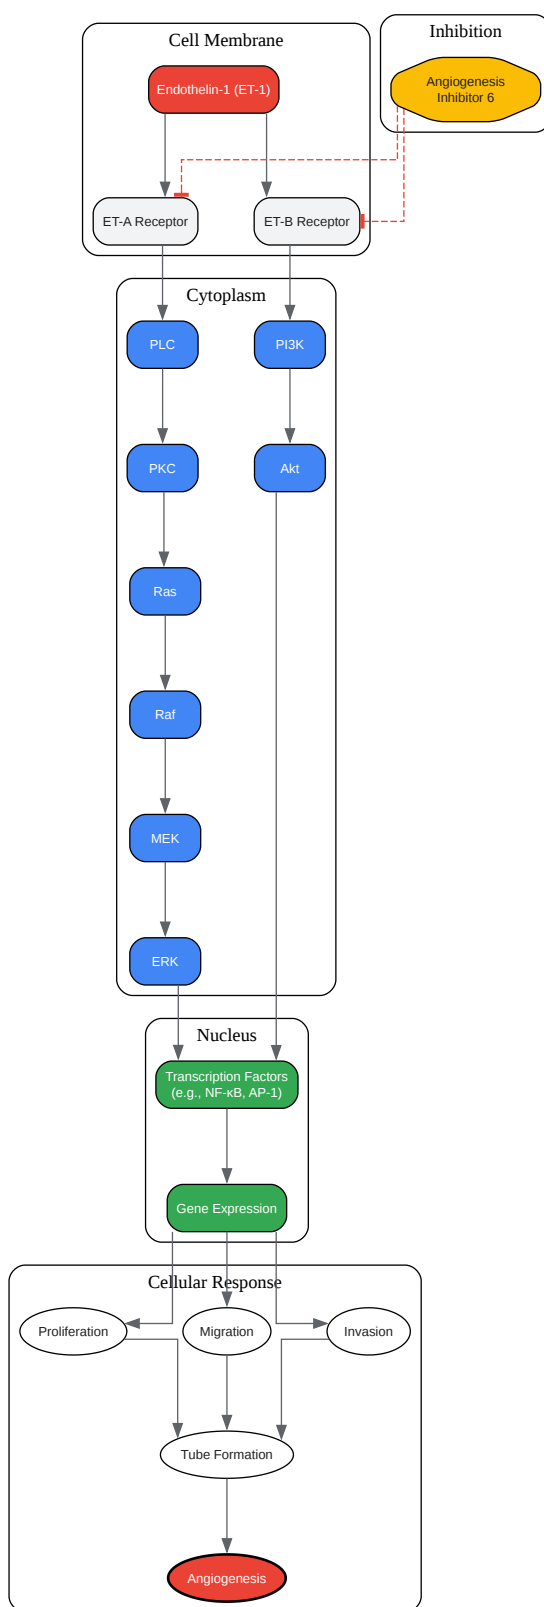 Cell Membrane
Inhibition
Endothelin-1 (ET-1)
Angiogenesis
Inhibitor 6
ET-A Receptor
ET-B Receptor
Cytoplasm
PLC
PI3K
PKC
Akt
Ras
Raf
MEK
ERK
Nucleus
Transcription Factors
(e.g., NF-κB, AP-1)
Gene Expression
Cellular Response
Proliferation
Migration
Invasion
Tube Formation
Angiogenesis